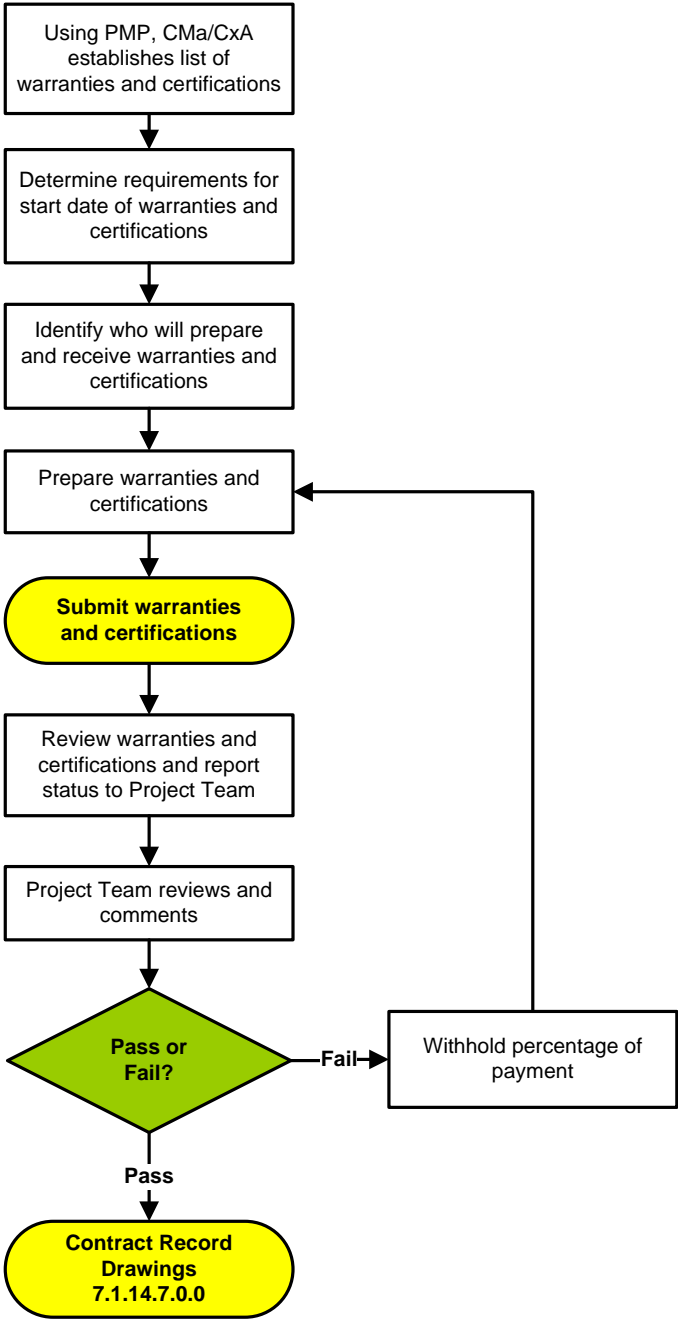 Using PMP, CMa/CxA
establishes list of
warranties and certifications
Determine requirements for
start date of warranties and
certifications
Identify who will prepare
and receive warranties and
certifications
Prepare warranties and
certifications
Submit warranties
and certifications
Review warranties and
certifications and report
status to Project Team
Project Team reviews and
comments
Pass or
Fail?
Fail
Withhold percentage of
payment
Pass
Contract Record
Drawings
7.1.14.7.0.0